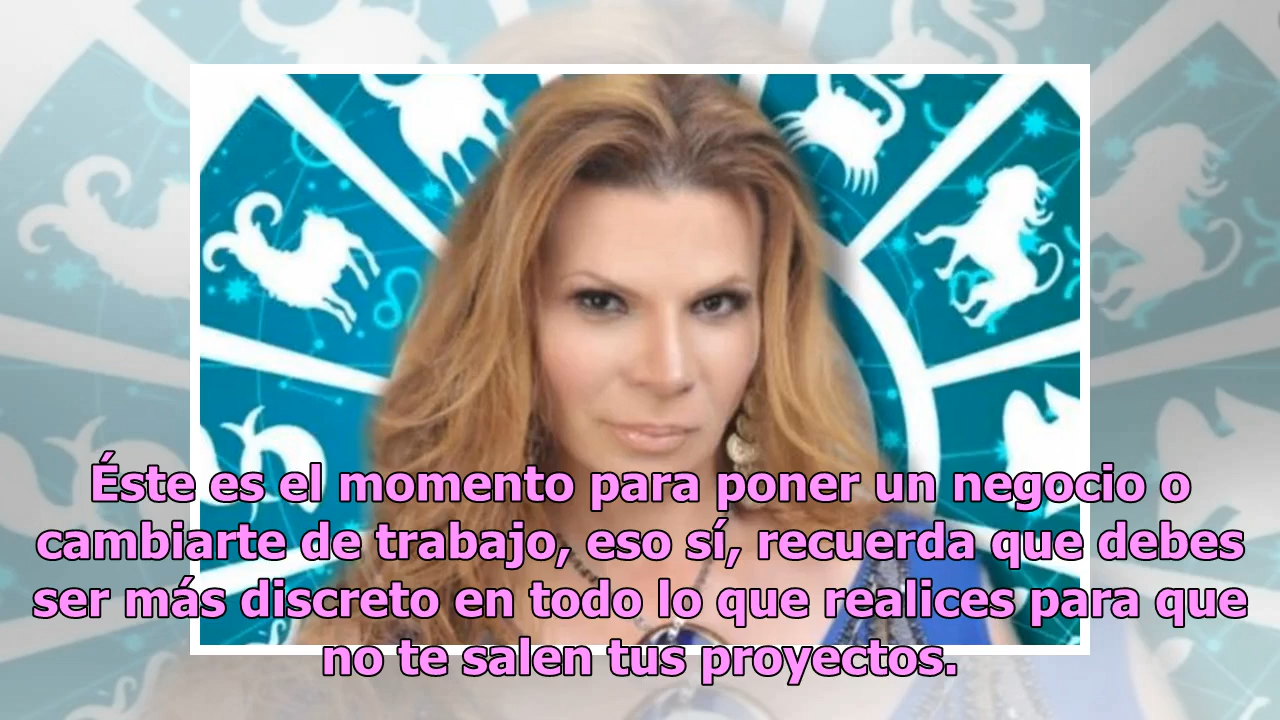 Éste es el momento para poner un negocio o
cambiarte de trabajo, eso sí, recuerda que debes
ser más discreto en todo lo que realices para que
no te salen tus proyectos.